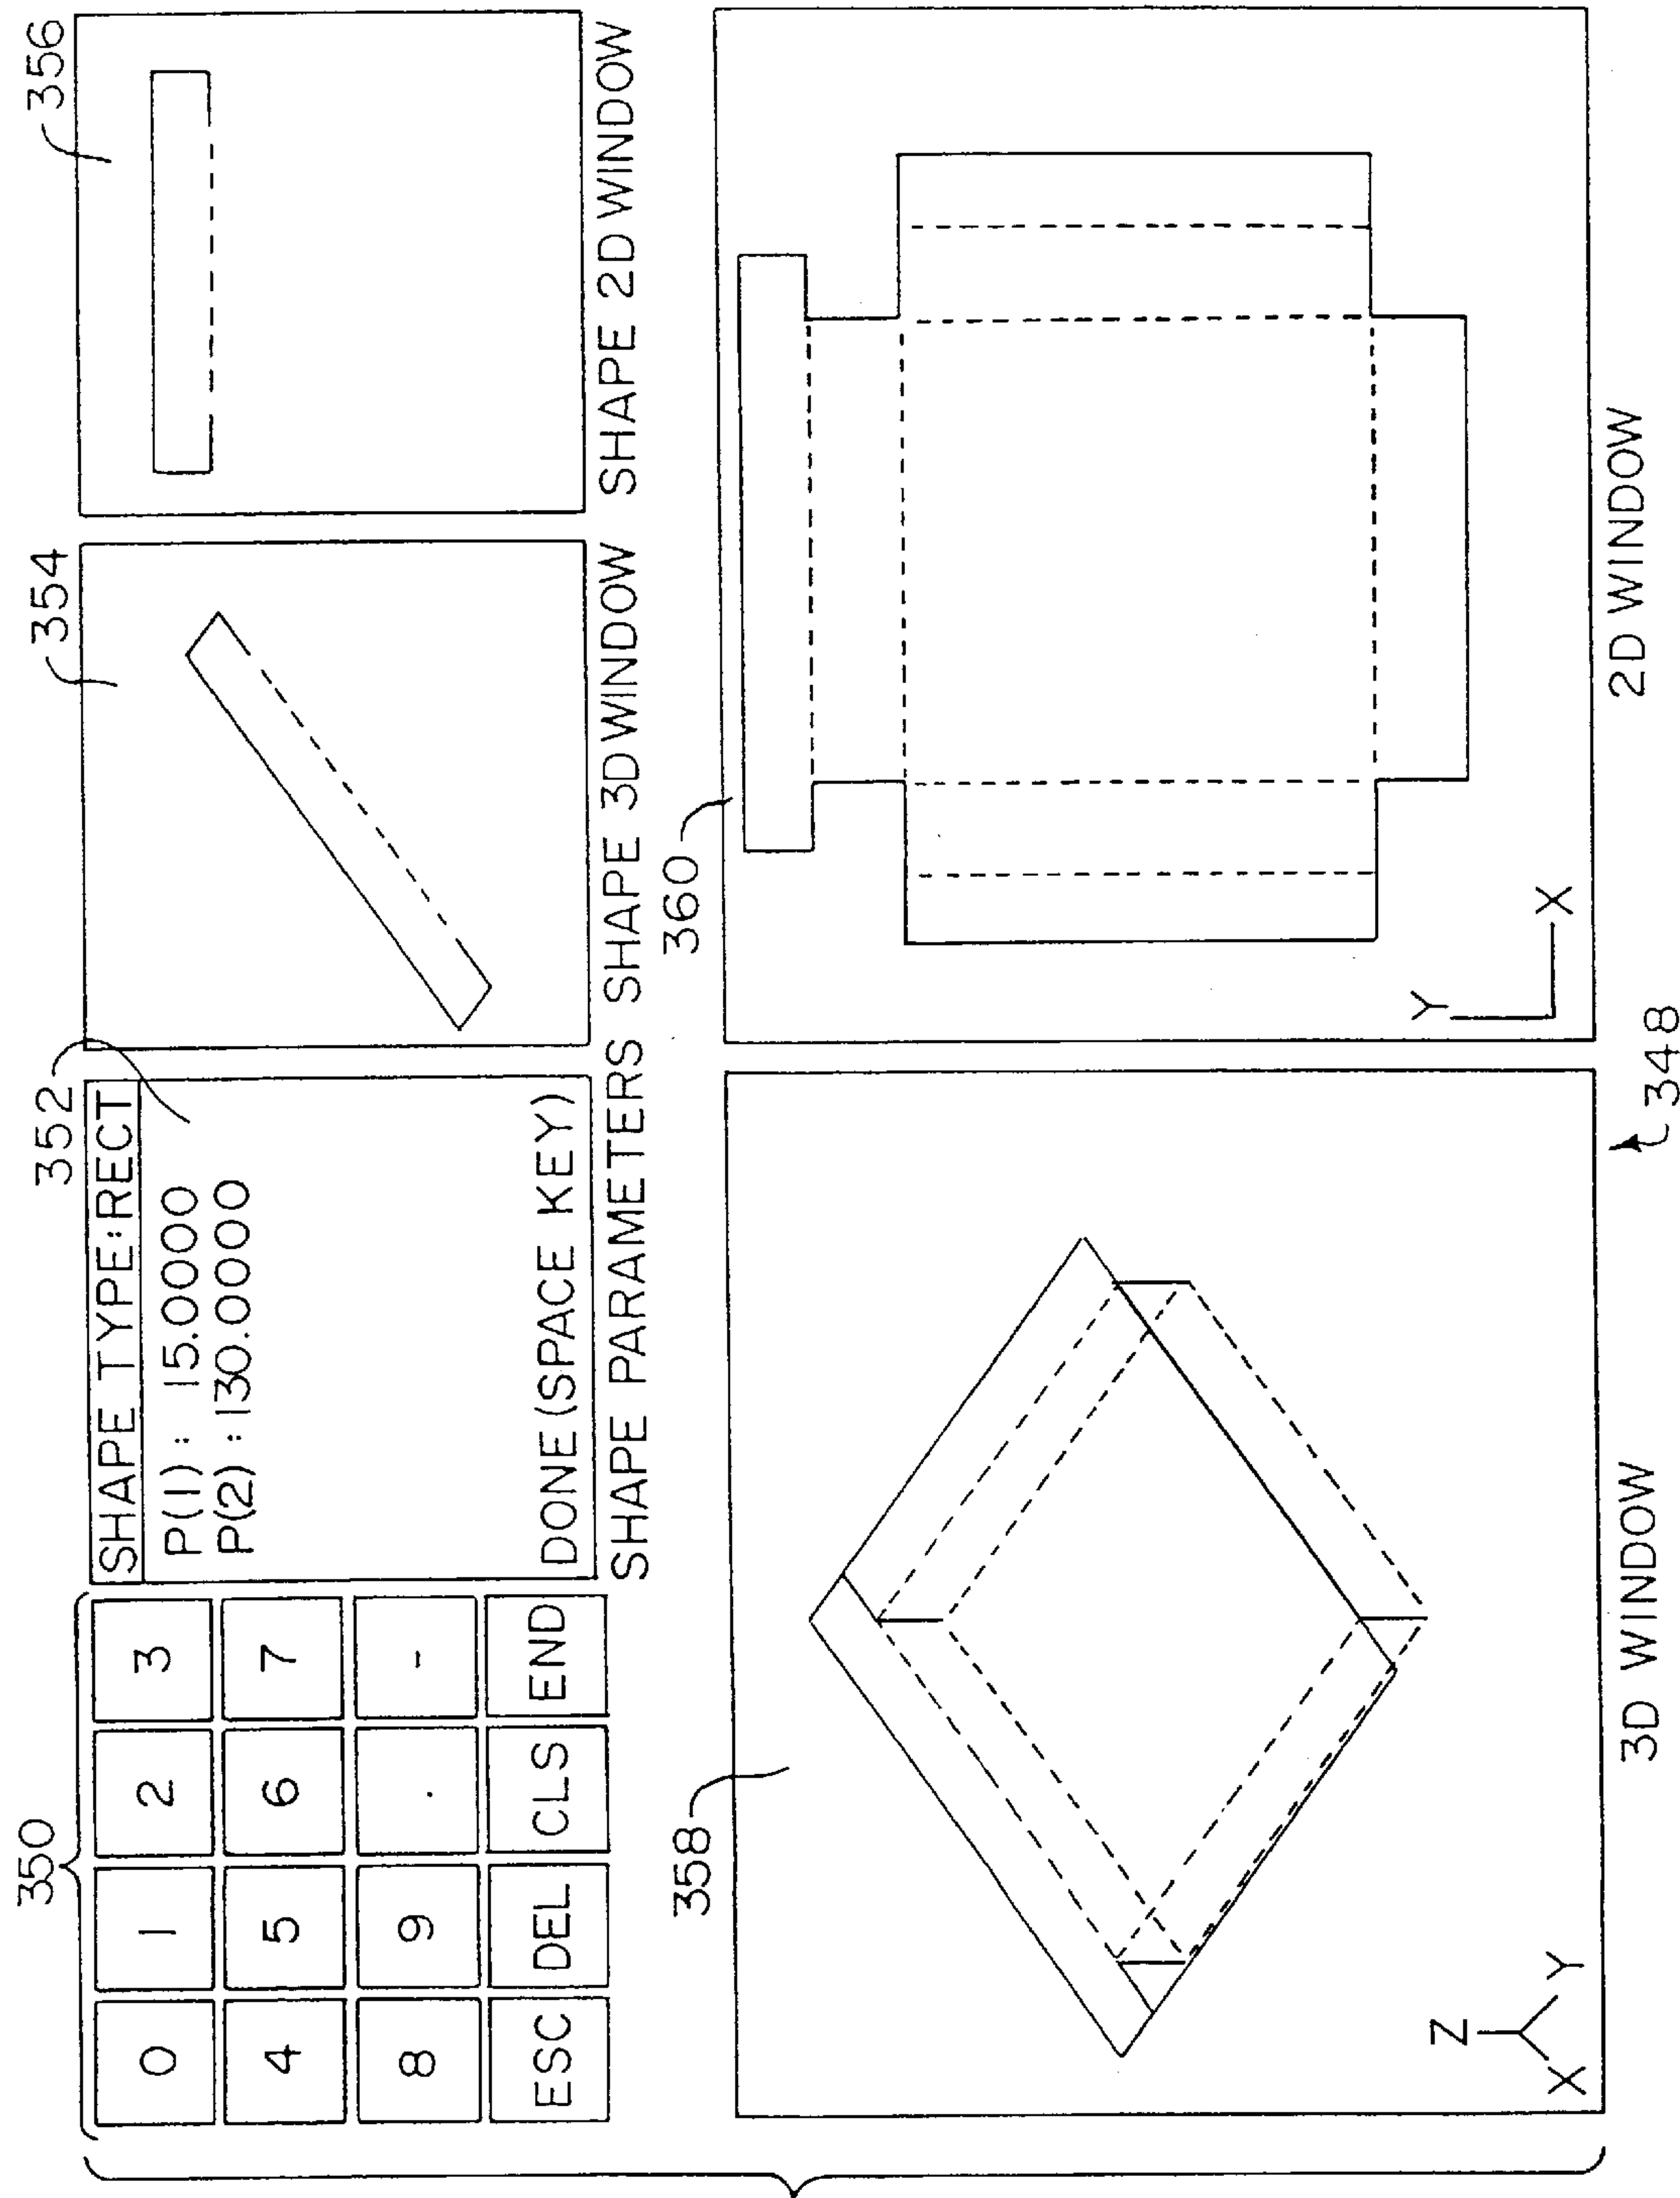 350
0 1 2 3
4 5 6 7
8 9 . -
ESC DEL CLS END
352
SHAPE TYPE:RECT
P(1): 15.0000
P(2): 130.0000
DONE (SPACE KEY)
SHAPE PARAMETERS
354
SHAPE 3D WINDOW
356
SHAPE 2D WINDOW
358
Z
X Y
3D WINDOW
360
Y
X
2D WINDOW
348